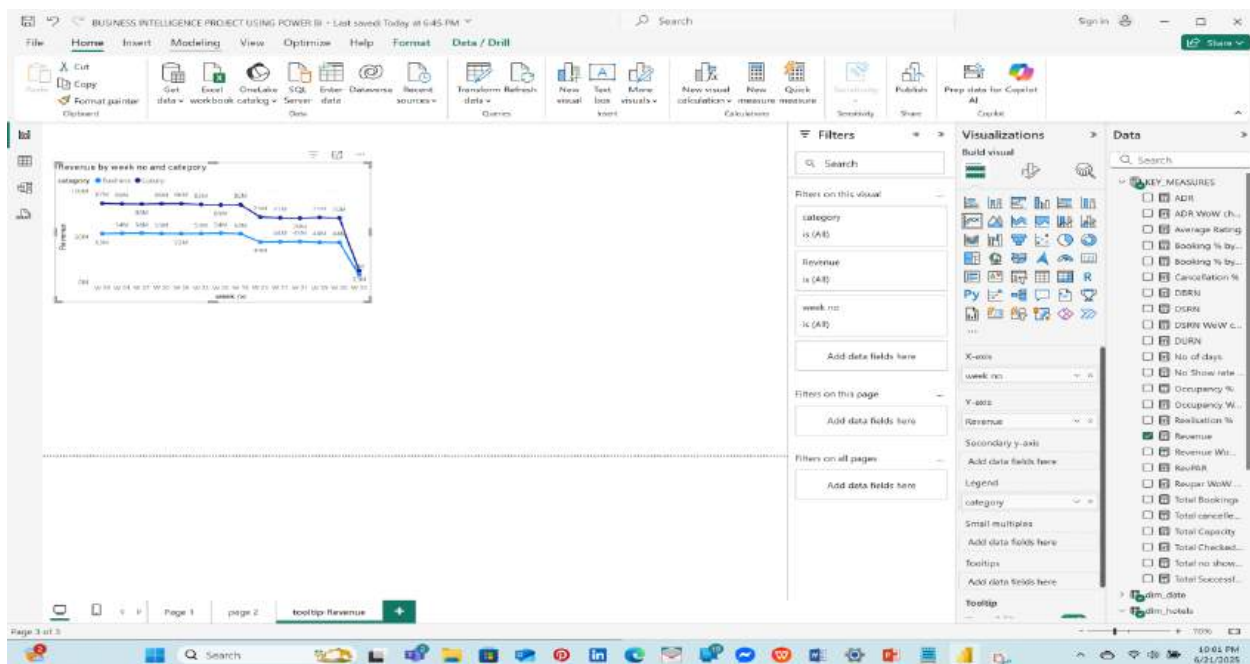 BUSINESS INTELLIGENCE PROJECT USING POWER BI • Last saved: Today at 6:45 PM
Search
Sign in
File Home Insert Modeling View Optimize Help Format Data / Drill
Share
Cut
Copy
Format painter
Clipboard
Get data
Excel workbook
OneLake catalog
SQL Server
Enter data
Dataverse
Recent sources
Data
Transform data
Refresh
Queries
New visual
Text box
More visuals
Insert
New visual calculation
New measure
Quick measure
Calculations
Sensitivity
Publish
Share
Prep data for AI
Copilot
Copilot
Revenue by week no and category
category Business Luxury
Revenue
week no
Filters
Search
Filters on this visual
category
is (All)
Revenue
is (All)
week no
is (All)
Add data fields here
Filters on this page
Add data fields here
Filters on all pages
Add data fields here
Visualizations
Build visual
X-axis
week no
Y-axis
Revenue
Secondary y-axis
Add data fields here
Legend
category
Small multiples
Add data fields here
Tooltips
Add data fields here
Tooltip
Data
Search
KEY_MEASURES
ADR
ADR WoW ch...
Average Rating
Booking % by...
Booking % by...
Cancellation %
DBRN
DSRN
DSRN WoW c...
DURN
No of days
No Show rate ...
Occupancy %
Occupancy W...
Realisation %
Revenue
Revenue Wo...
RevPAR
Revpar WoW ...
Total Bookings
Total cancelle...
Total Capacity
Total Checked...
Total no show...
Total Successf...
dim_date
dim_hotels
Page 1 page 2 tooltip Revenue
Page 3 of 3
70%
Search
10:01 PM
6/21/2025